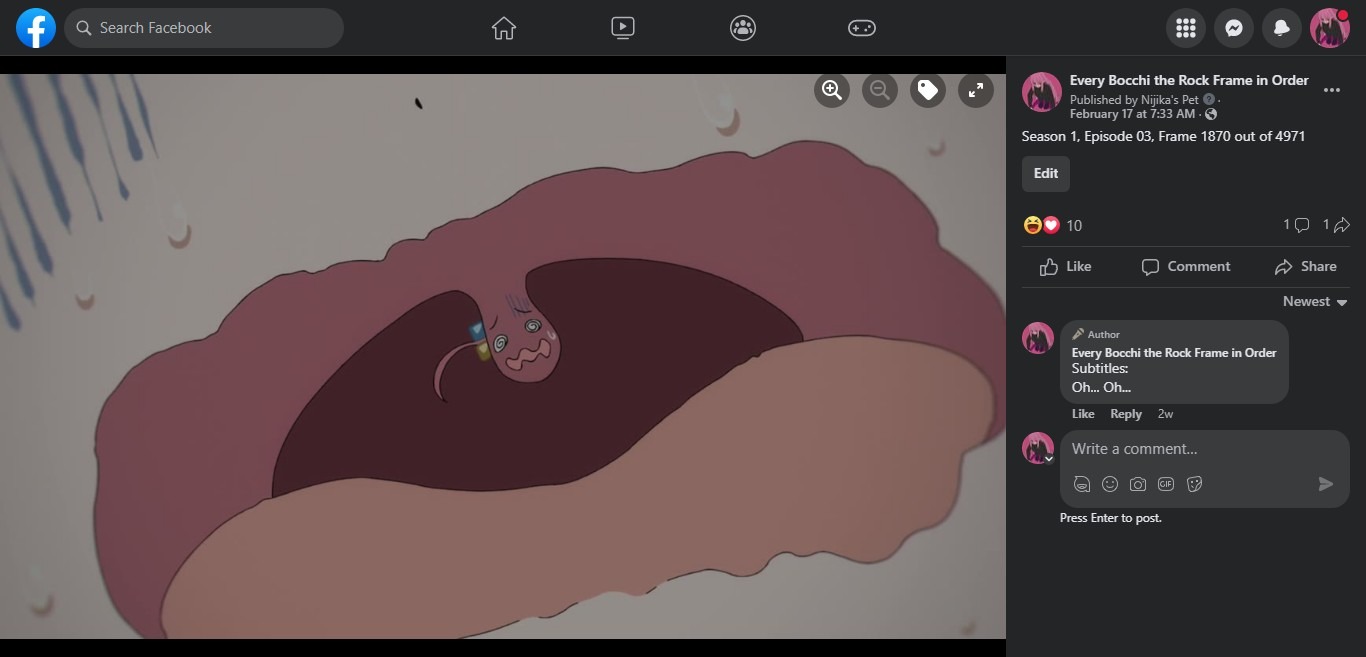 Search Facebook
Every Bocchi the Rock Frame in Order
Published by Nijika's Pet ·
February 17 at 7:33 AM ·
Season 1, Episode 03, Frame 1870 out of 4971
Edit
10
1
1
Like
Comment
Share
Newest
Author
Every Bocchi the Rock Frame in Order
Subtitles:
Oh... Oh...
Like Reply 2w
Write a comment...
GIF
Press Enter to post.